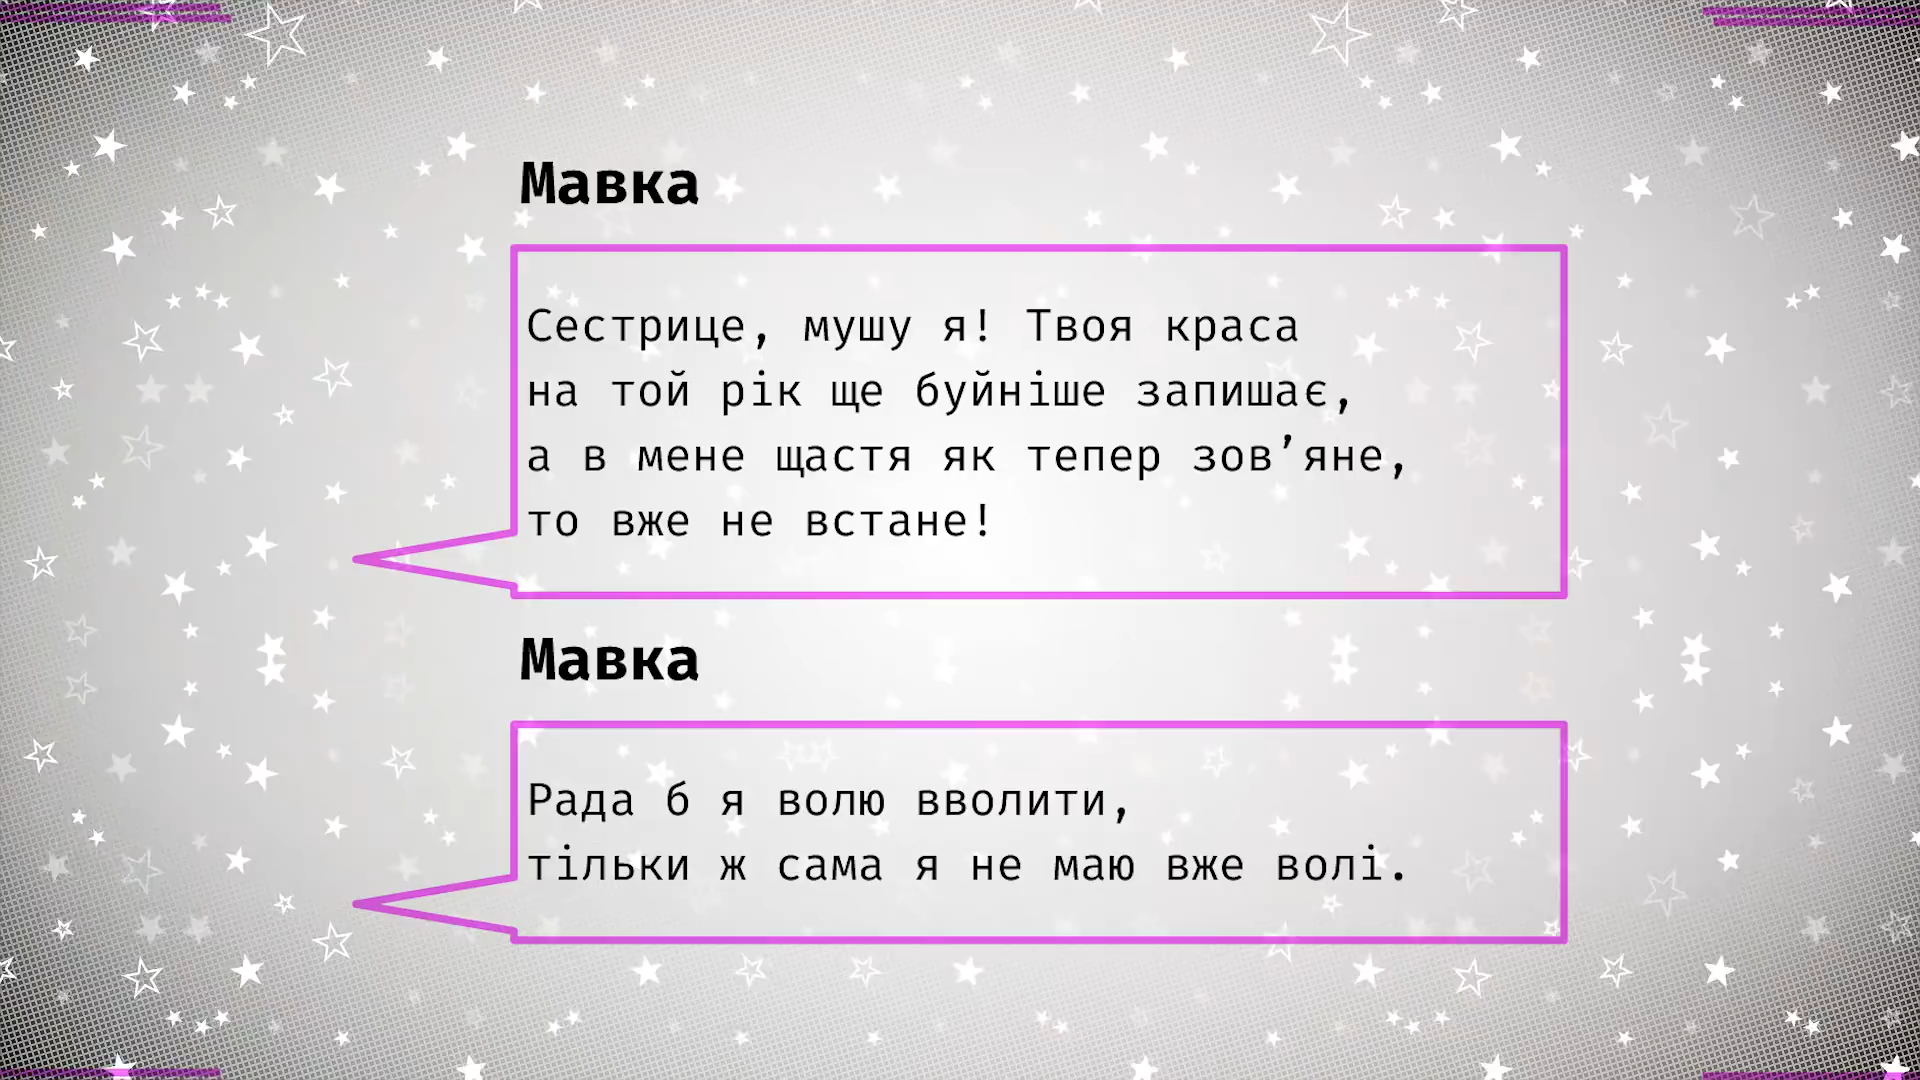 Мавка
Сестрице, мушу я! Твоя краса
на той рік ще буйніше запишає,
а в мене щастя як тепер зов’яне,
то вже не встане!
Мавка
Рада б я волю вволити,
тільки ж сама я не маю вже волі.